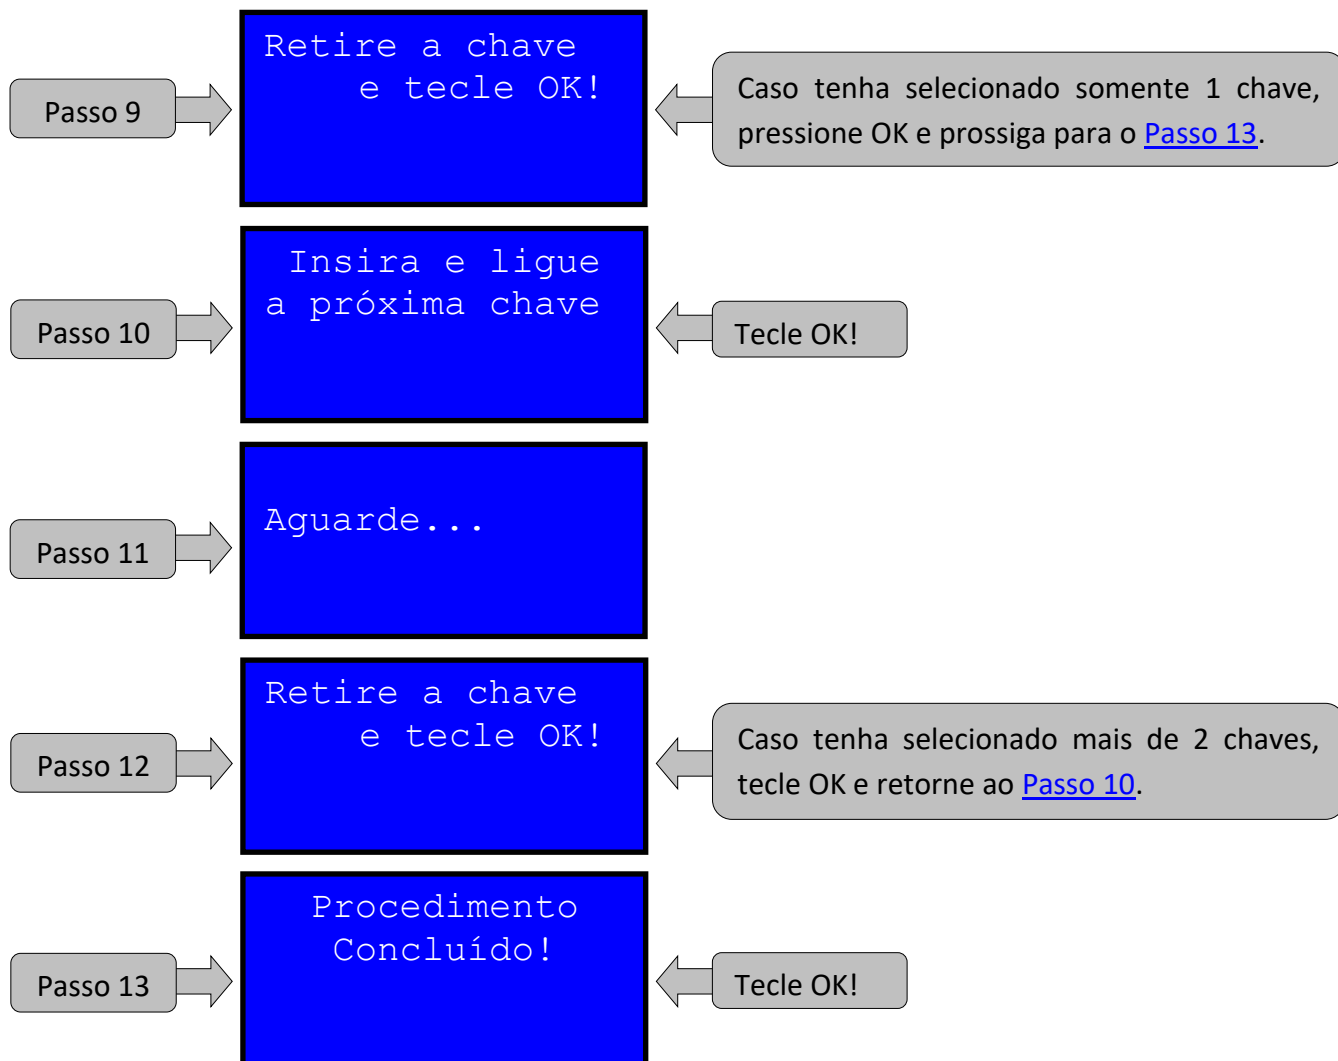 Passo 9
Retire a chave
e tecle OK!
Caso tenha selecionado somente 1 chave,
pressione OK e prossiga para o Passo 13.
Passo 10
Insira e ligue
a próxima chave
Tecle OK!
Passo 11
Aguarde...
Passo 12
Retire a chave
e tecle OK!
Caso tenha selecionado mais de 2 chaves,
tecle OK e retorne ao Passo 10.
Passo 13
Procedimento
Concluído!
Tecle OK!